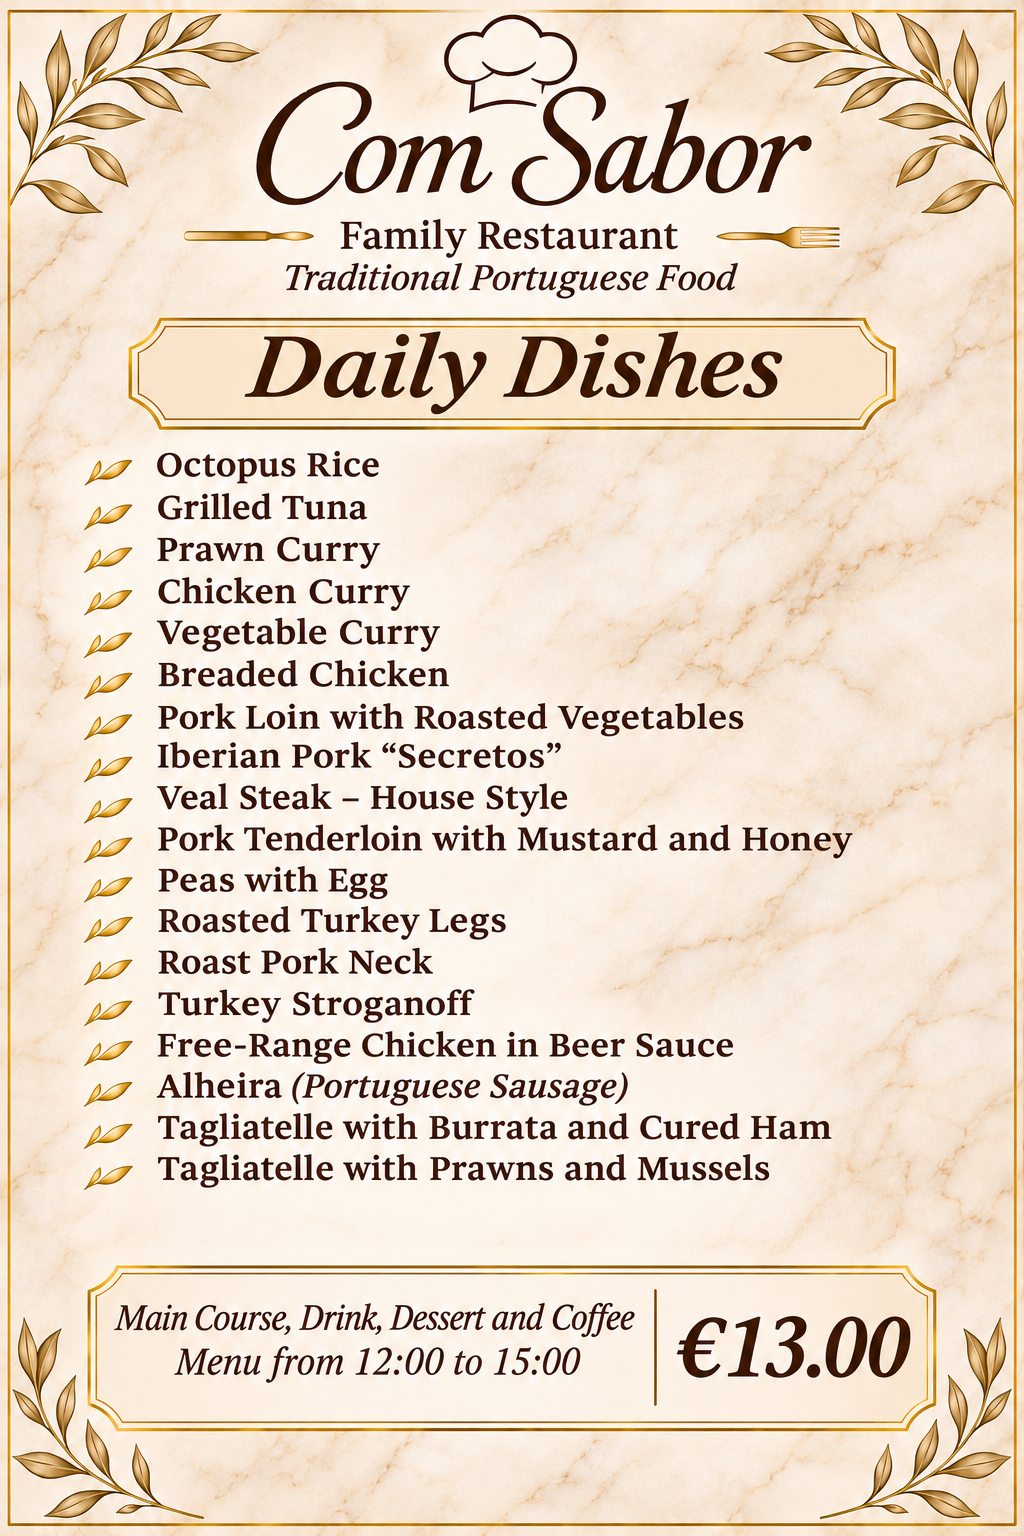 Com Sabor
Family Restaurant
Traditional Portuguese Food
Daily Dishes
Octopus Rice
Grilled Tuna
Prawn Curry
Chicken Curry
Vegetable Curry
Breaded Chicken
Pork Loin with Roasted Vegetables
Iberian Pork “Secretos”
Veal Steak – House Style
Pork Tenderloin with Mustard and Honey
Peas with Egg
Roasted Turkey Legs
Roast Pork Neck
Turkey Stroganoff
Free-Range Chicken in Beer Sauce
Alheira (Portuguese Sausage)
Tagliatelle with Burrata and Cured Ham
Tagliatelle with Prawns and Mussels
Main Course, Drink, Dessert and Coffee
Menu from 12:00 to 15:00
€13.00